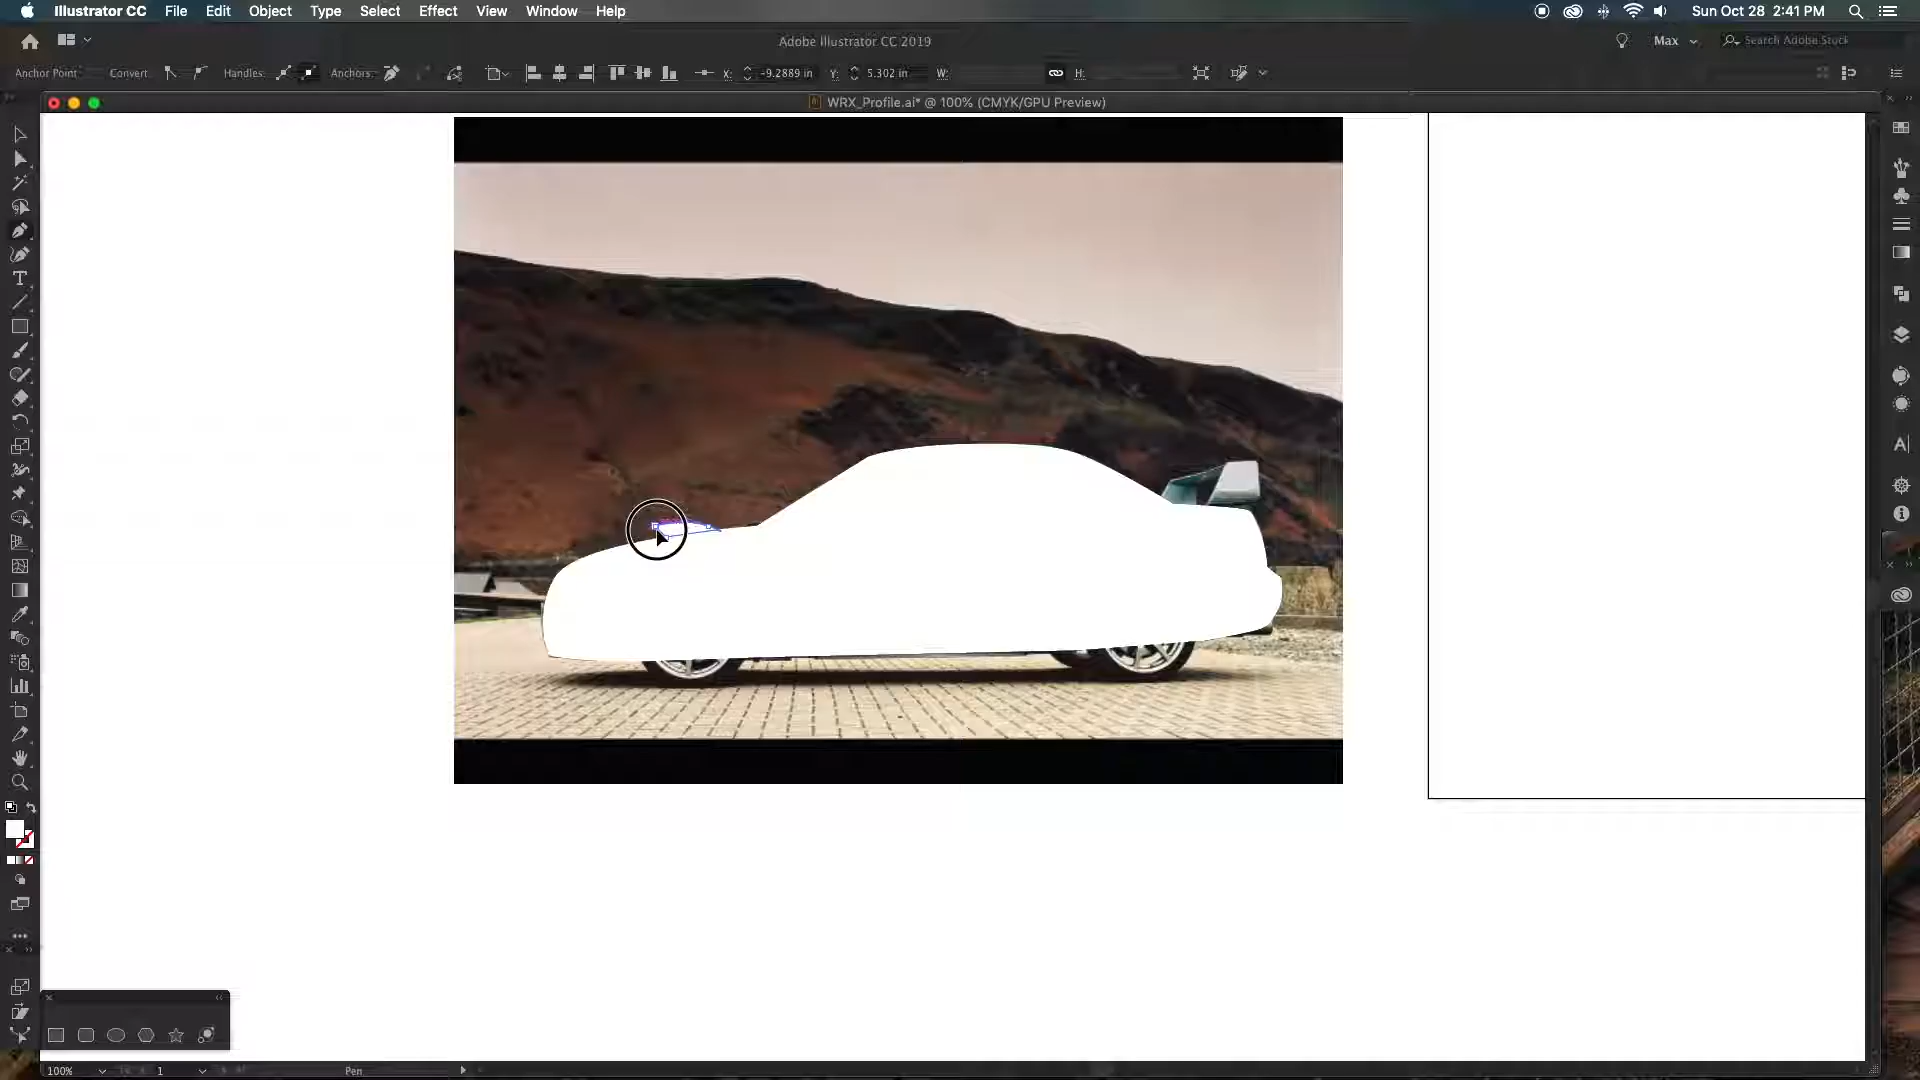 Illustrator CC File Edit Object Type Select Effect View Window Help Sun Oct 28 2:41 PM
Adobe Illustrator CC 2019 Max Search Adobe Stock
Anchor Point Convert: Handles: Anchors: X: -9.2889 in Y: 5.302 in W: H:
WRX_Profile.ai* @ 100% (CMYK/GPU Preview)
T
A
100% 1 Pen